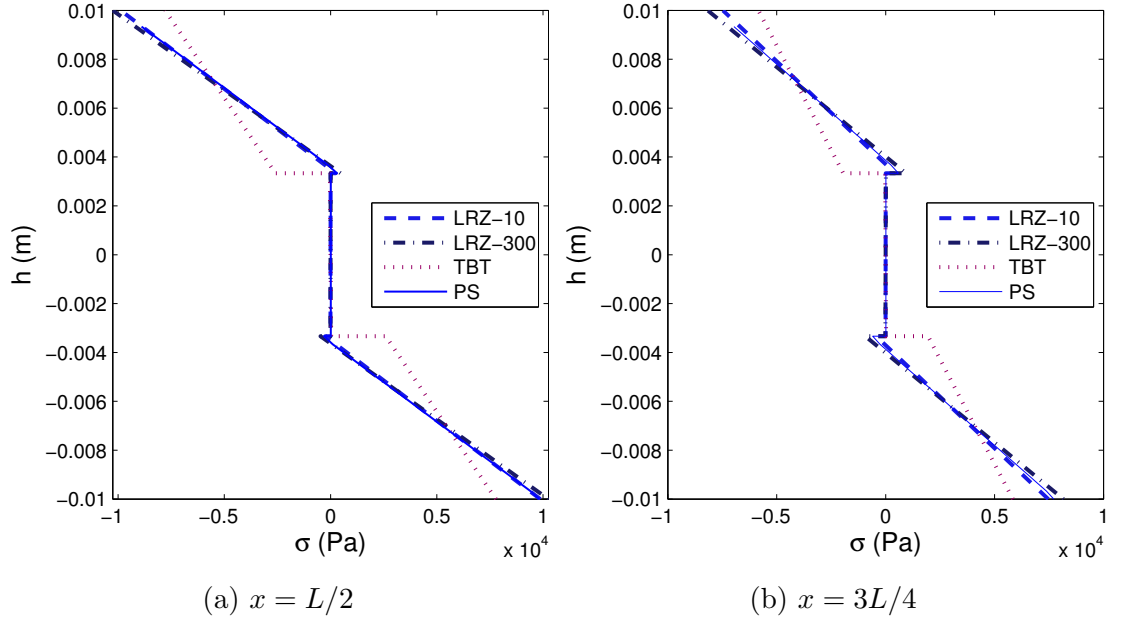 0.01
0.008
0.006
0.004
0.002
0
−0.002
−0.004
−0.006
−0.008
−0.01
h (m)
−1
−0.5
0
0.5
1
σ (Pa)
x 10^4
LRZ−10
LRZ−300
TBT
PS
(a) x = L/2
0.01
0.008
0.006
0.004
0.002
0
−0.002
−0.004
−0.006
−0.008
−0.01
h (m)
−1
−0.5
0
0.5
1
σ (Pa)
x 10^4
LRZ−10
LRZ−300
TBT
PS
(b) x = 3L/4